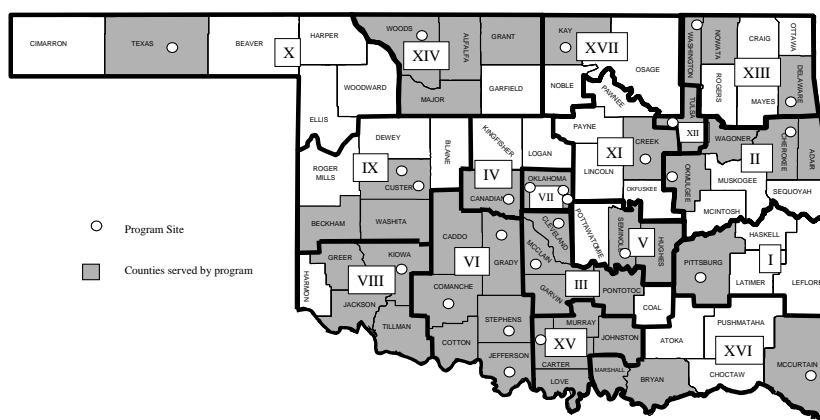 CIMARRON
TEXAS
BEAVER
HARPER
X
WOODWARD
ELLIS
WOODS
XIV
ALFALFA
GRANT
MAJOR
GARFIELD
KAY
XVII
OSAGE
NOBLE
PAWNEE
WASHINGTON
NOWATA
CRAIG
OTTAWA
XIII
ROGERS
MAYES
DELAWARE
TULSA
XII
DEWEY
BLAINE
KINGFISHER
LOGAN
PAYNE
XI
CREEK
LINCOLN
OKFUSKEE
WAGONER
II
CHEROKEE
ADAIR
OKMULGEE
MUSKOGEE
SEQUOYAH
MCINTOSH
ROGER
MILLS
IX
CUSTER
IV
CANADIAN
OKLAHOMA
VII
BECKHAM
WASHITA
CADDO
VI
GRADY
CLEVELAND
MCCLAIN
POTTAWATOMIE
SEMINOLE
V
HUGHES
HASKELL
I
PITTSBURG
LATIMER
LEFLORE
Program Site
Counties served by program
HARMON
GREER
KIOWA
VIII
JACKSON
TILLMAN
COMANCHE
COTTON
STEPHENS
JEFFERSON
III
GARVIN
PONTOTOC
COAL
MURRAY
XV
JOHNSTON
CARTER
LOVE
MARSHALL
BRYAN
ATOKA
PUSHMATAHA
XVI
CHOCTAW
MCCURTAIN